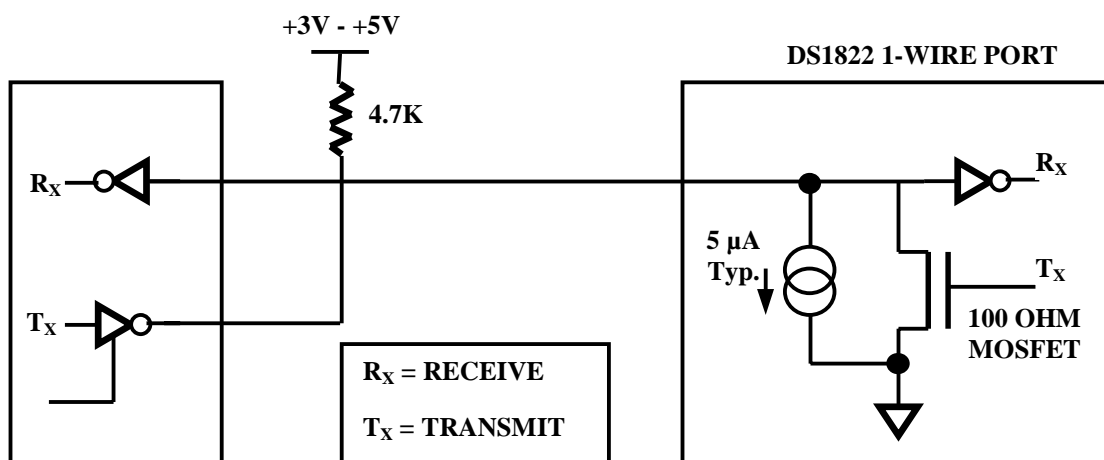 +3V - +5V
DS1822 1-WIRE PORT
4.7K
RX
RX
5 µA
Typ.
TX
TX
100 OHM
MOSFET
RX = RECEIVE
TX = TRANSMIT